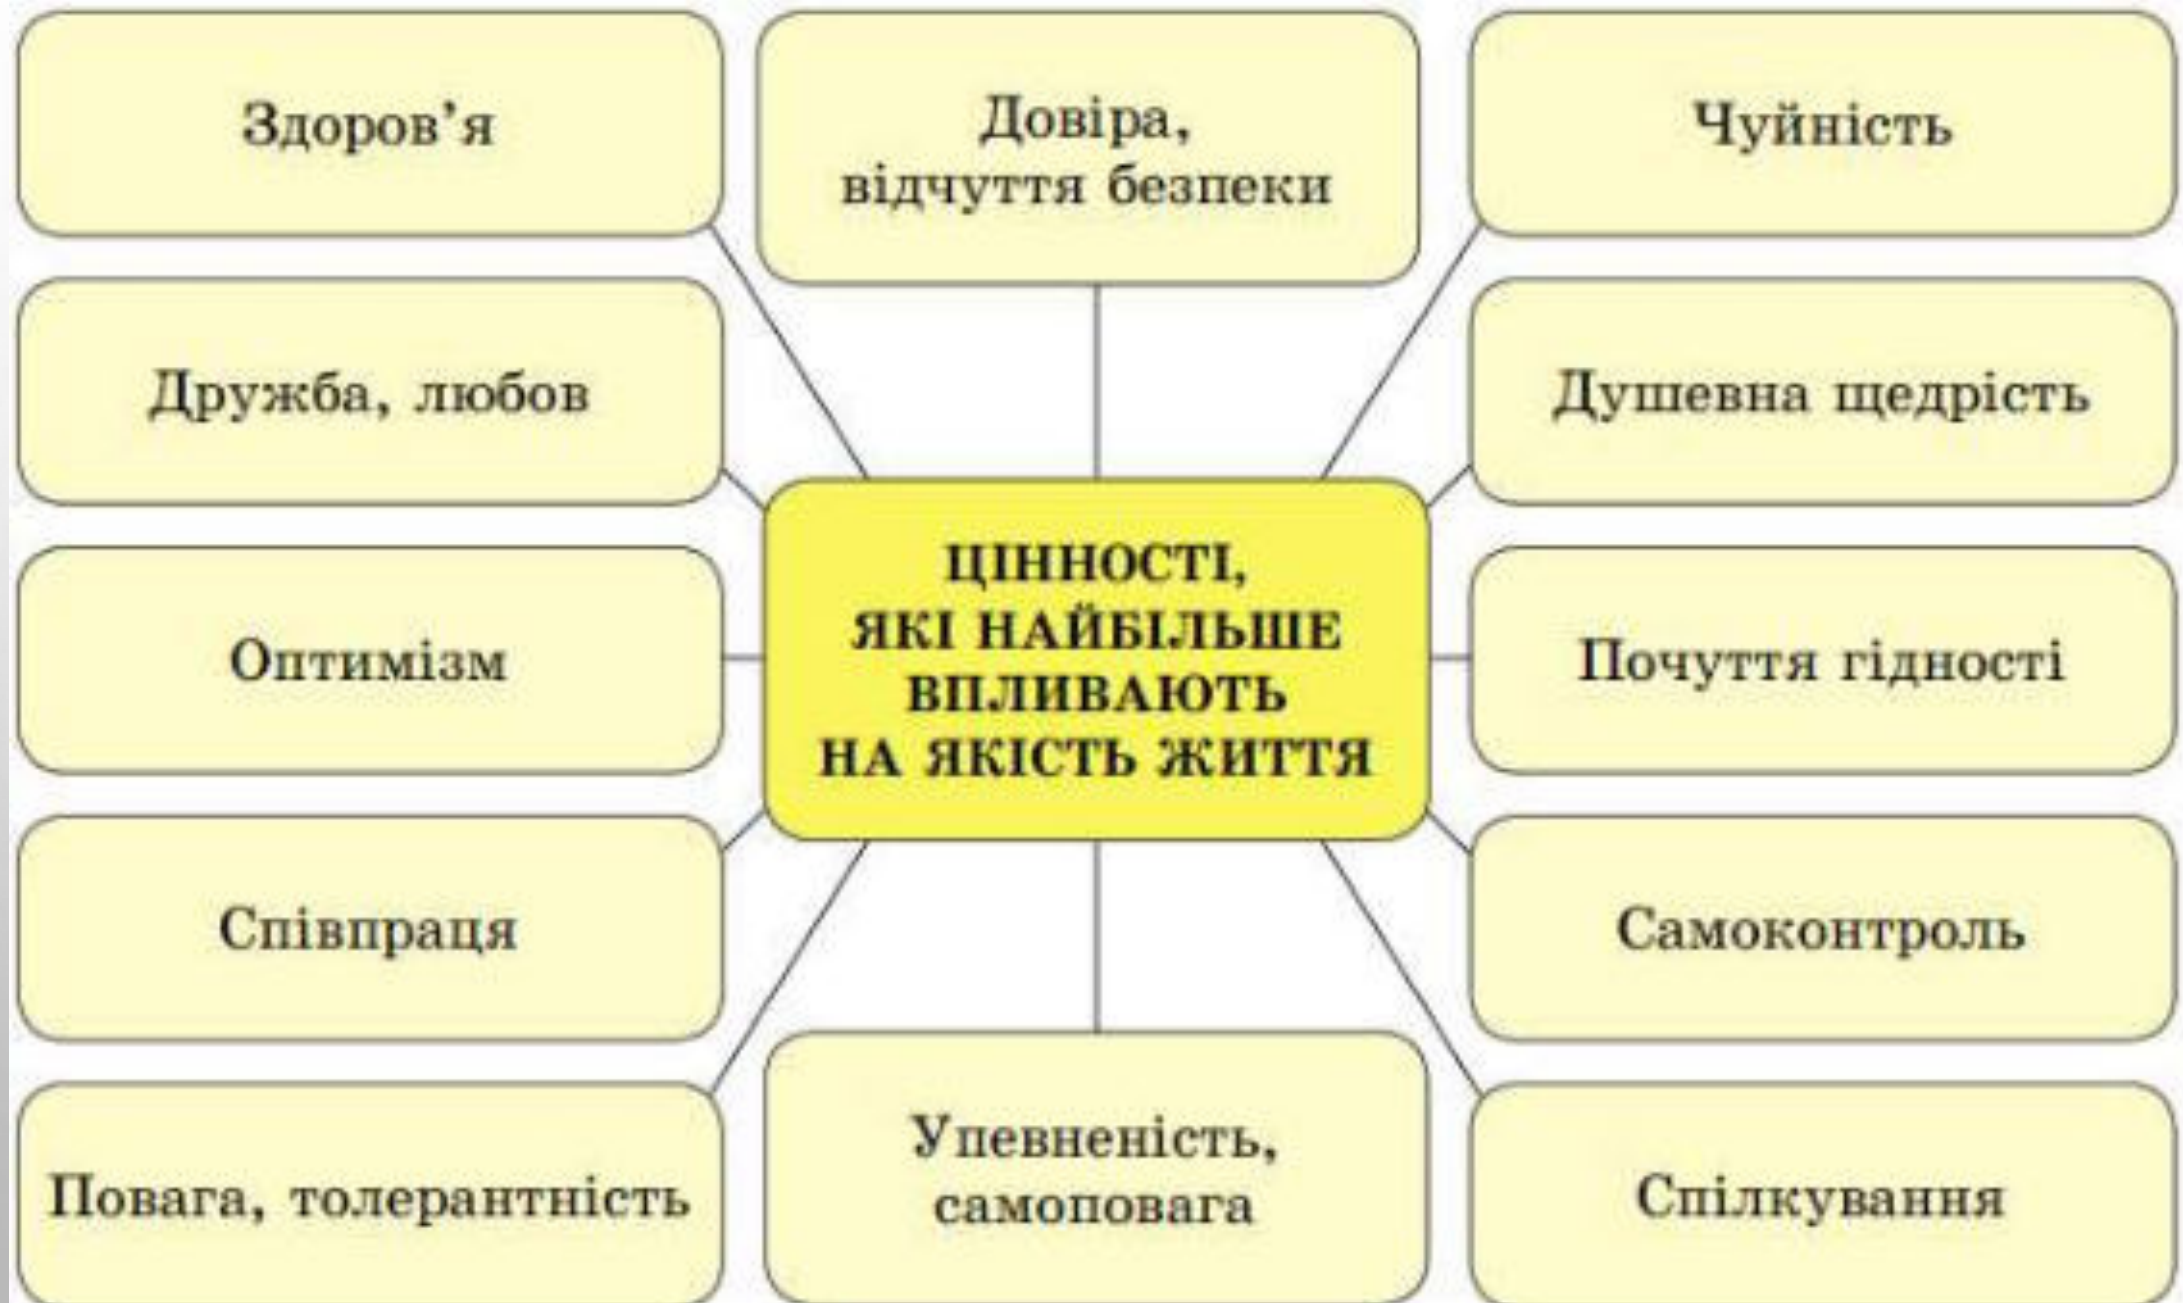 Здоров’я
Довіра,
відчуття безпеки
Чуйність
Дружба, любов
Душевна щедрість
ЦІННОСТІ,
ЯКІ НАЙБІЛЬШЕ
ВПЛИВАЮТЬ
НА ЯКІСТЬ ЖИТТЯ
Оптимізм
Почуття гідності
Співпраця
Самоконтроль
Повага, толерантність
Упевненість,
самоповага
Спілкування